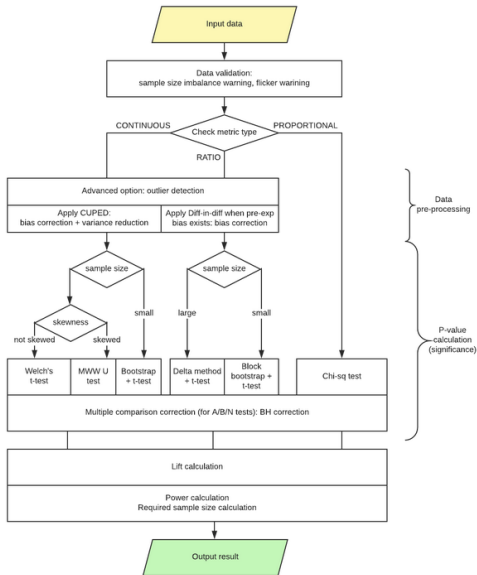 Input data
Data validation:
sample size imbalance warning, flicker warining
CONTINUOUS
Check metric type
PROPORTIONAL
RATIO
Advanced option: outlier detection
Apply CUPED:
bias correction + variance reduction
Apply Diff-in-diff when pre-exp
bias exists: bias correction
Data
pre-processing
sample size
sample size
skewness
small
large
small
not skewed
skewed
P-value
calculation
(significance)
Welch's
t-test
MWW U
test
Bootstrap
+ t-test
Delta method
+ t-test
Block
bootstrap +
t-test
Chi-sq test
Multiple comparison correction (for A/B/N tests): BH correction
Lift calculation
Power calculation
Required sample size calculation
Output result